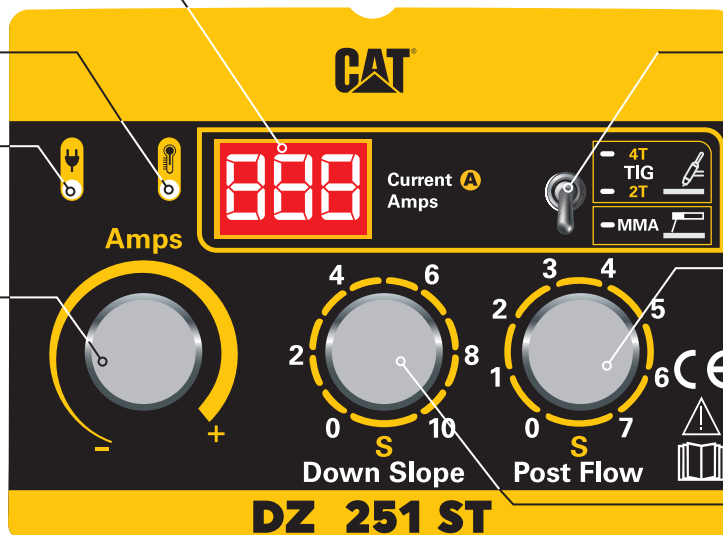 CAT®
888
Current A
Amps
4T
TIG
2T
MMA
Amps
- +
0 2 4 6 8 10
S
Down Slope
0 1 2 3 4 5 6 7
S
Post Flow
CE
DZ 251 ST